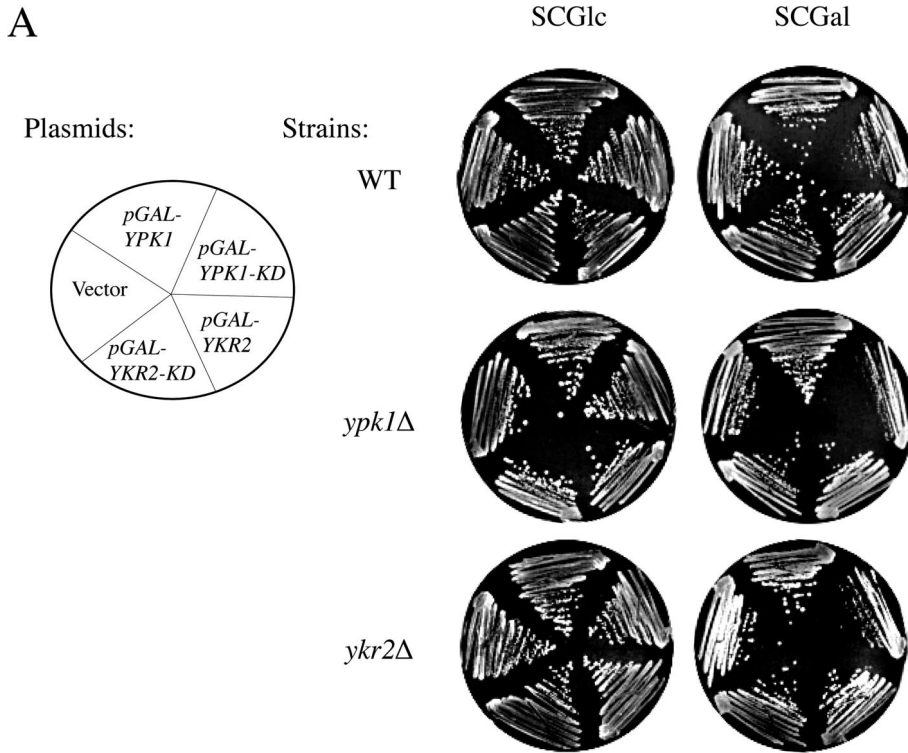 A
SCGlc
SCGal
Plasmids:
Strains:
WT
pGAL-
YPK1
pGAL-
YPK1-KD
Vector
pGAL-
YKR2
pGAL-
YKR2-KD
ypk1Δ
ykr2Δ